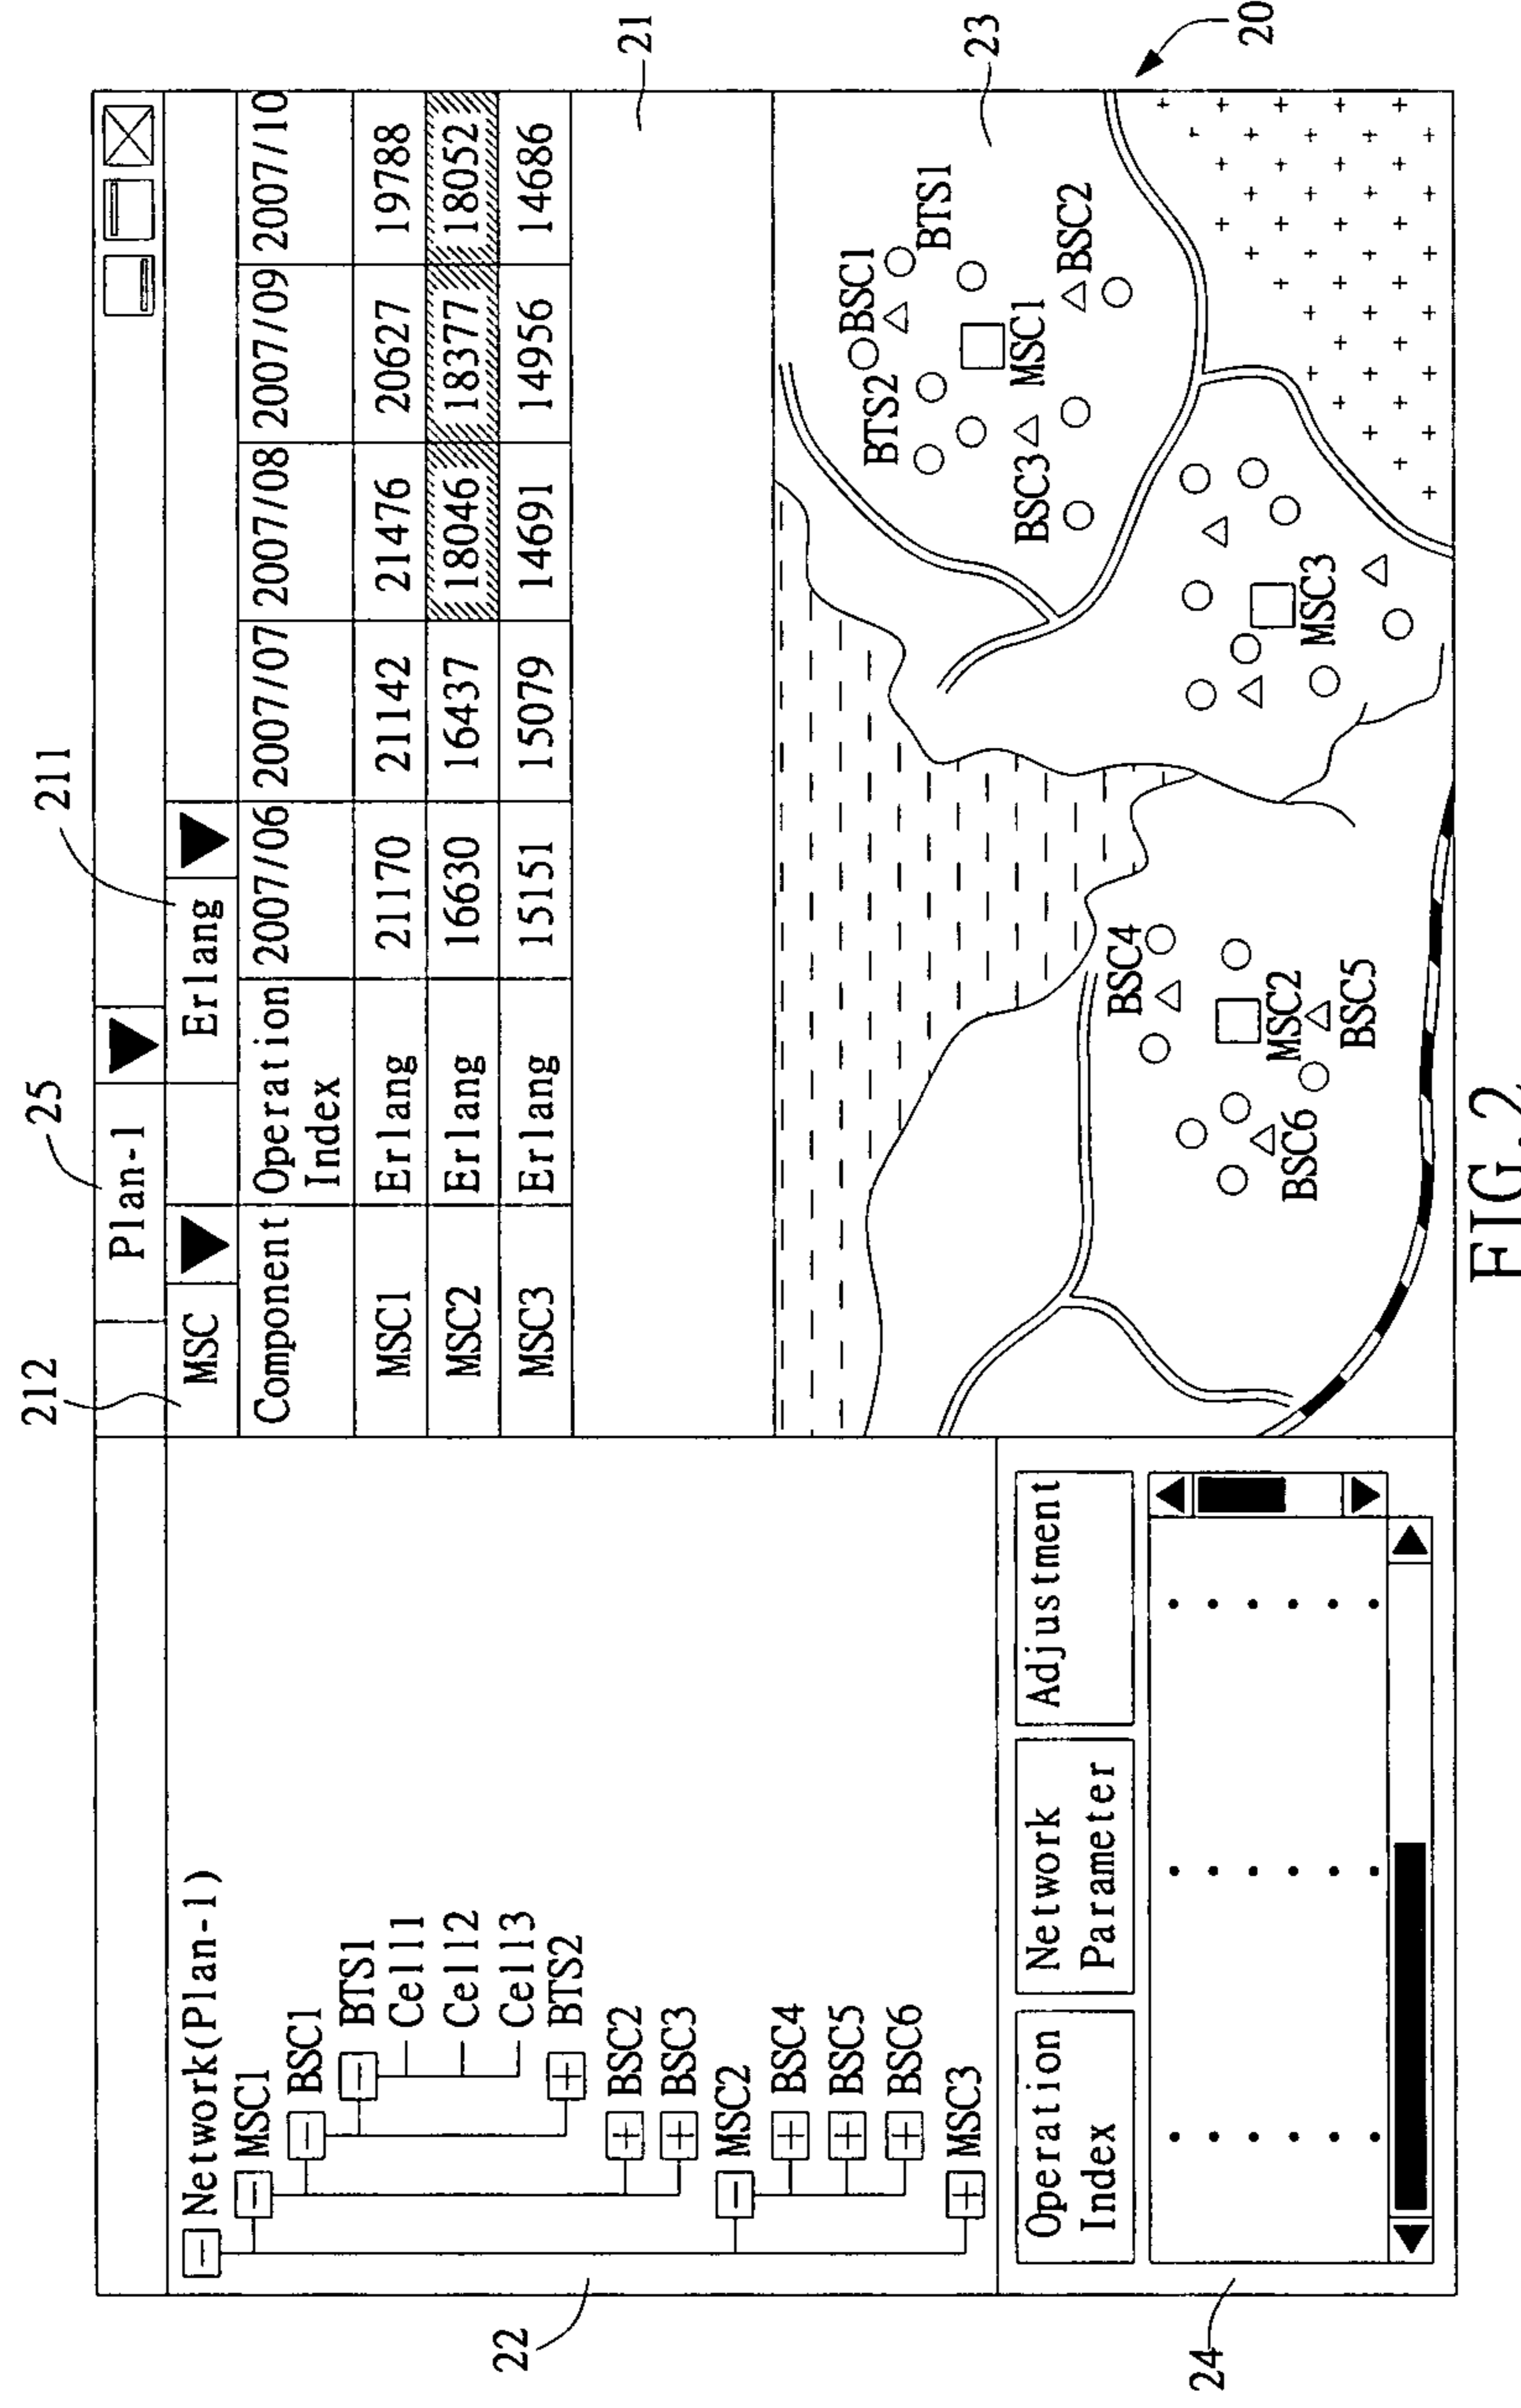 212
25
211
Plan-1
MSC
Erlang
Component Operation Index 2007/06 2007/07 2007/08 2007/09 2007/10
MSC1 Erlang 21170 21142 21476 20627 19788
MSC2 Erlang 16630 16437 18046 18377 18052
MSC3 Erlang 15151 15079 14691 14956 14686
21
22
Network(Plan-1)
MSC1
BSC1
BTS1
Cell1
Cell2
Cell3
BTS2
BSC2
BSC3
MSC2
BSC4
BSC5
BSC6
MSC3
24
Operation
Index
Network
Parameter
Adjustment
BSC1
BTS1
BTS2
BSC2
MSC1
BSC3
23
BSC4
MSC2
BSC5
BSC6
MSC3
20
FIG.2